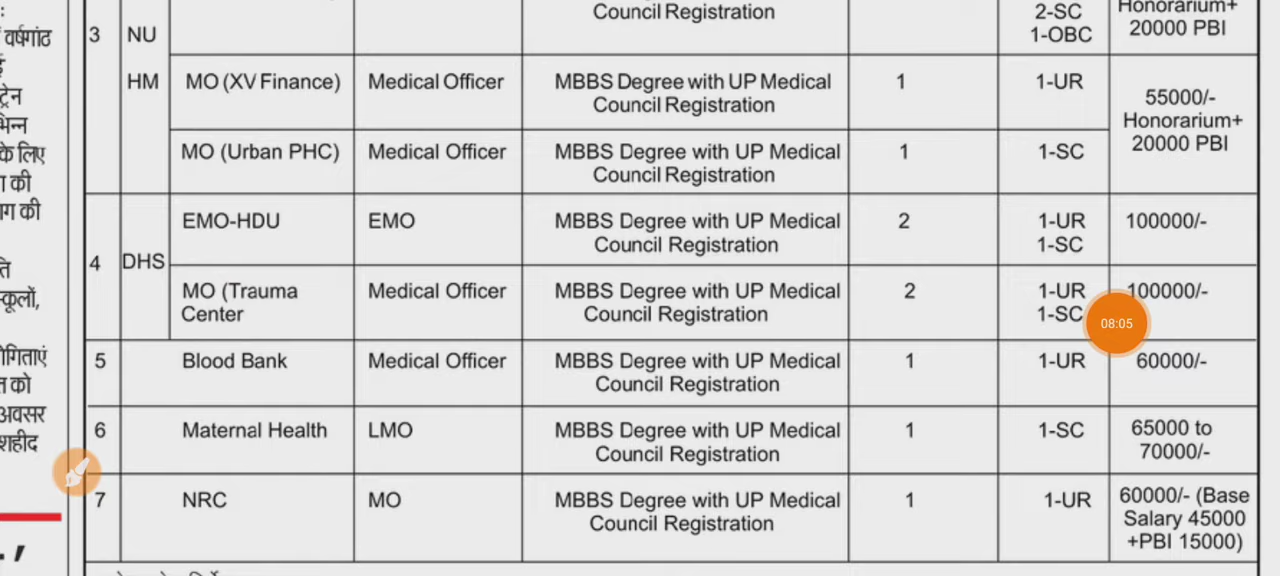 :
वर्षगांठ
ट्रेन
भिन्न
के लिए
की
की
ति
स्कूलों,
को
अवसर
शहीद
Council Registration
2-SC
1-OBC
Honorarium+
20000 PBI
3
NU
HM
MO (XV Finance)
Medical Officer
MBBS Degree with UP Medical
Council Registration
1
1-UR
55000/-
Honorarium+
20000 PBI
MO (Urban PHC)
Medical Officer
MBBS Degree with UP Medical
Council Registration
1
1-SC
4
DHS
EMO-HDU
EMO
MBBS Degree with UP Medical
Council Registration
2
1-UR
1-SC
100000/-
MO (Trauma
Center
Medical Officer
MBBS Degree with UP Medical
Council Registration
2
1-UR
1-SC
100000/-
08:05
5
Blood Bank
Medical Officer
MBBS Degree with UP Medical
Council Registration
1
1-UR
60000/-
6
Maternal Health
LMO
MBBS Degree with UP Medical
Council Registration
1
1-SC
65000 to
70000/-
7
NRC
MO
MBBS Degree with UP Medical
Council Registration
1
1-UR
60000/- (Base
Salary 45000
+PBI 15000)